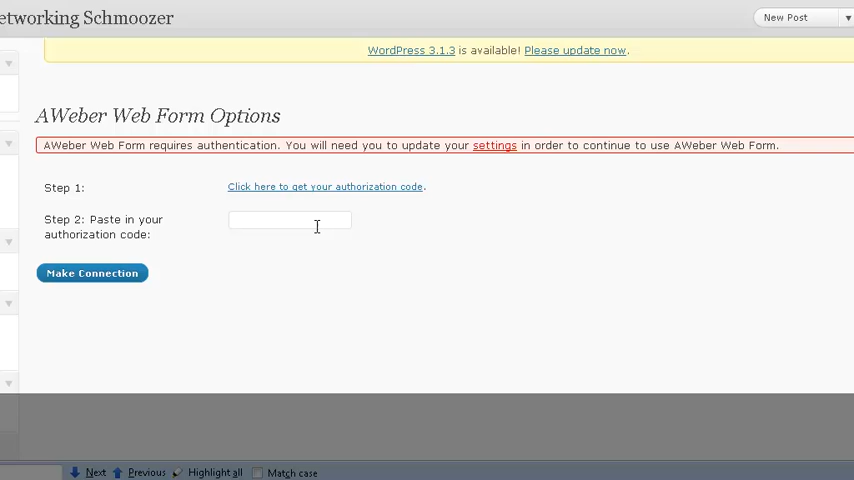 etworking Schmoozer
New Post
WordPress 3.1.3 is available! Please update now.
AWeber Web Form Options
AWeber Web Form requires authentication. You will need you to update your settings in order to continue to use AWeber Web Form.
Step 1:
Click here to get your authorization code.
Step 2: Paste in your
authorization code:
Make Connection
Next Previous Highlight all Match case